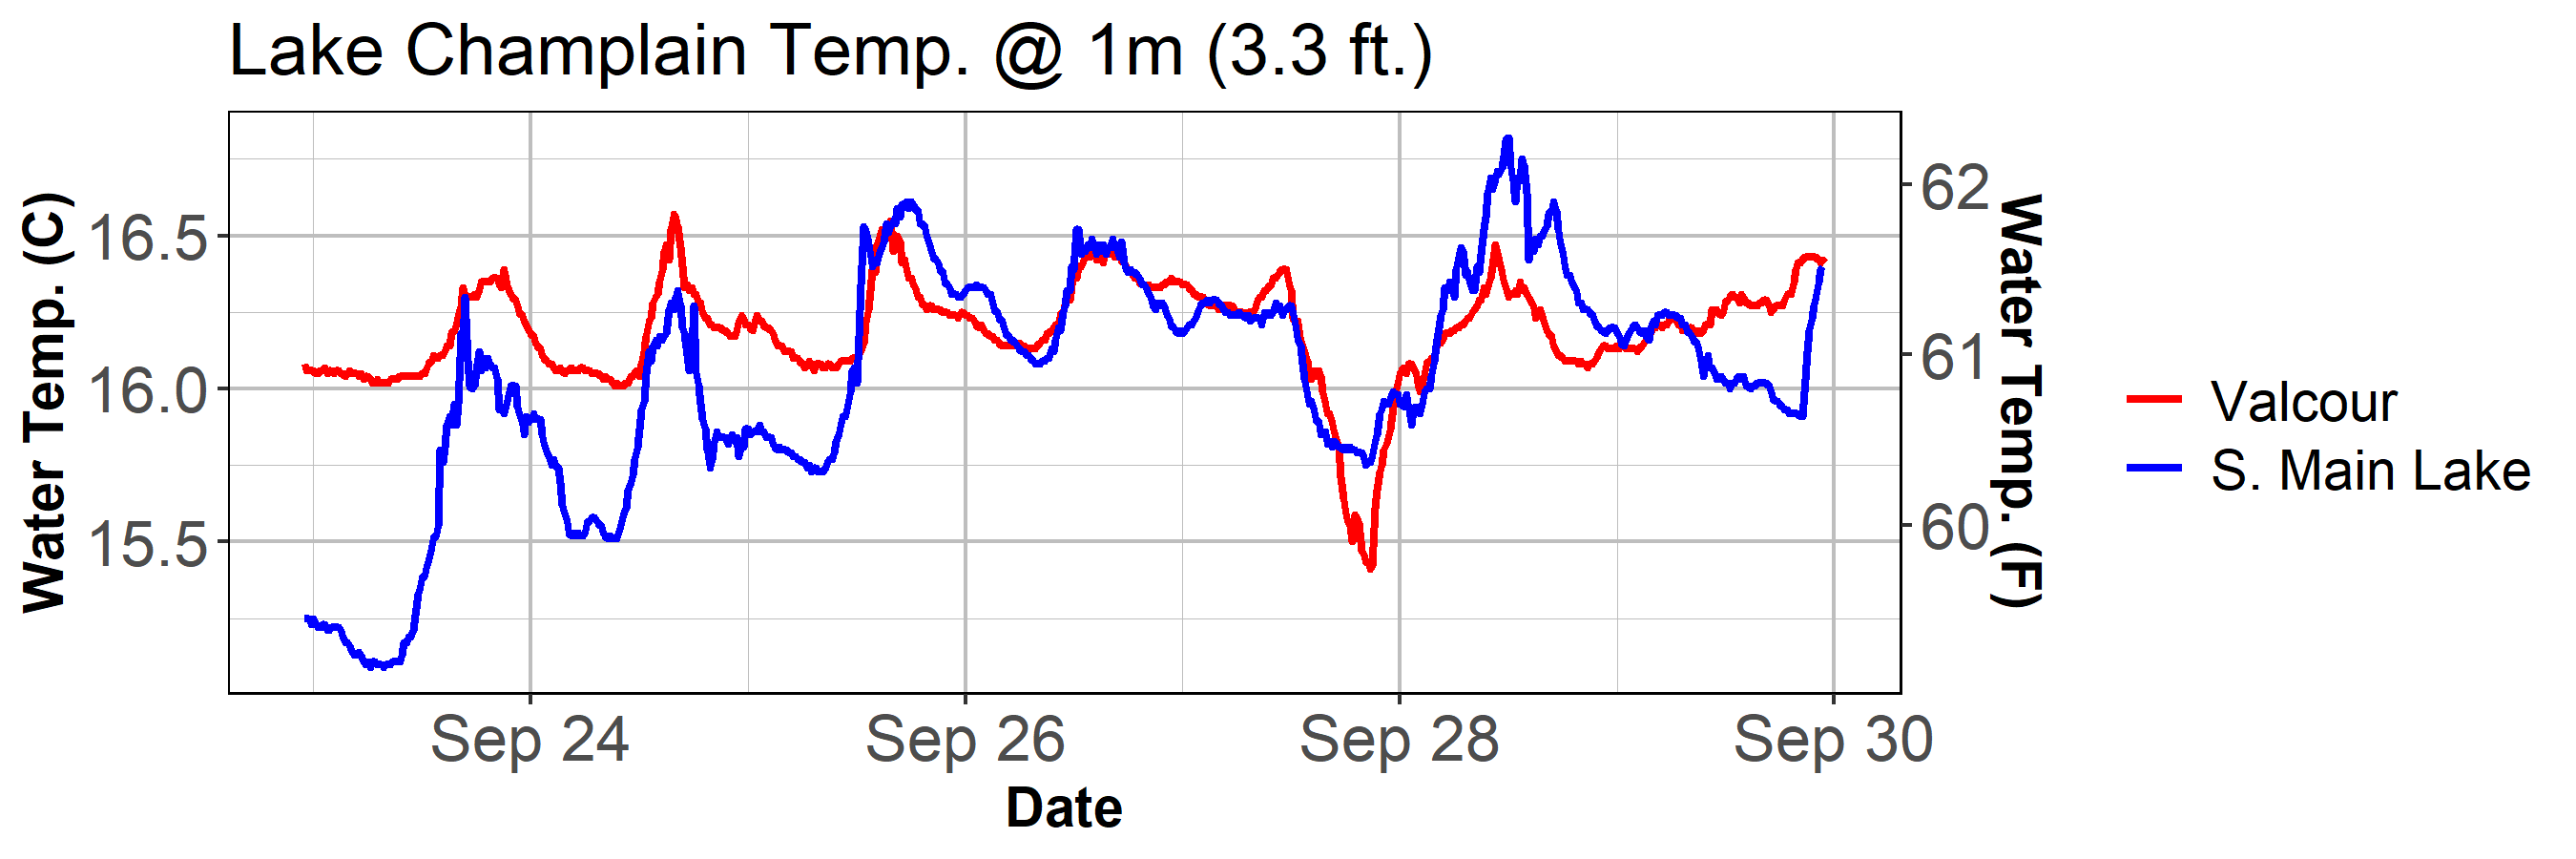 Lake Champlain Temp. @ 1m (3.3 ft.)
Water Temp. (C)
16.5
16.0
15.5
62
61
60
Water Temp. (F)
Sep 24
Sep 26
Sep 28
Sep 30
Date
Valcour
S. Main Lake